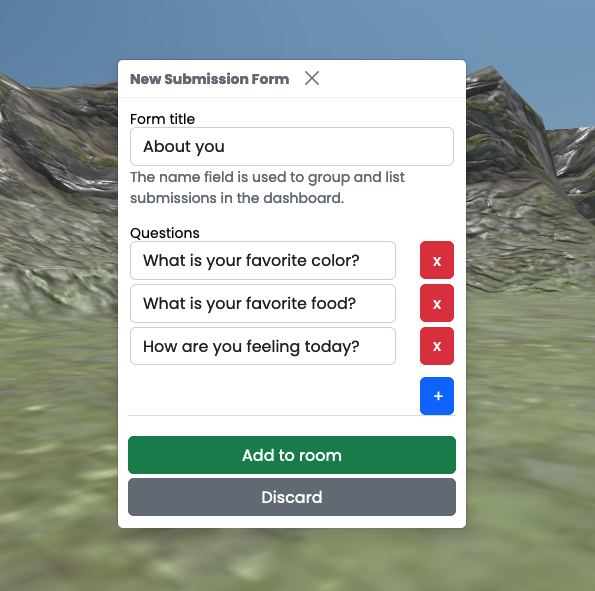 New Submission Form
Form title
About you
The name field is used to group and list
submissions in the dashboard.
Questions
What is your favorite color?
x
What is your favorite food?
x
How are you feeling today?
x
+
Add to room
Discard